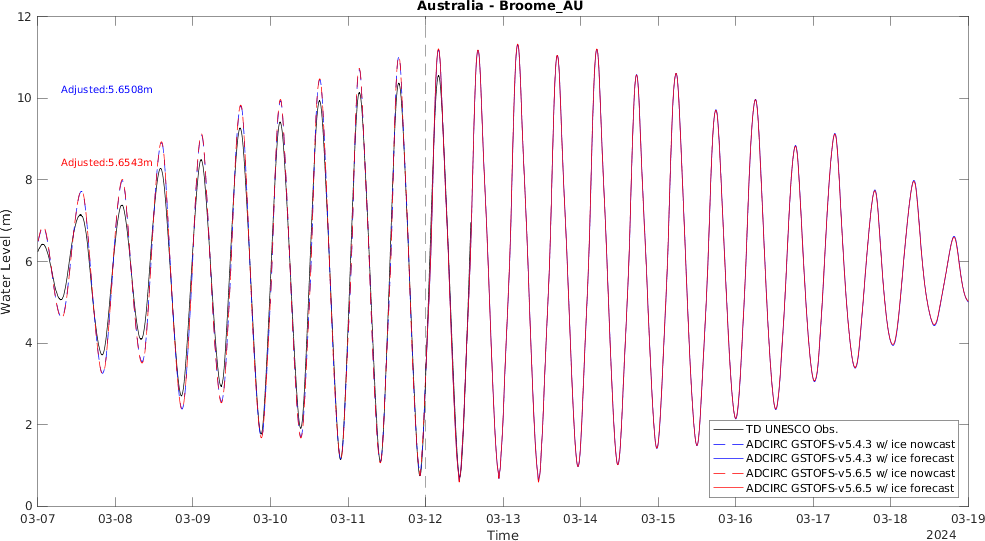 Australia - Broome_AU
12
10
8
6
4
2
0
Water Level (m)
Adjusted:5.6508m
Adjusted:5.6543m
TD UNESCO Obs.
ADCIRC GSTOFS-v5.4.3 w/ ice nowcast
ADCIRC GSTOFS-v5.4.3 w/ ice forecast
ADCIRC GSTOFS-v5.6.5 w/ ice nowcast
ADCIRC GSTOFS-v5.6.5 w/ ice forecast
03-07 03-08 03-09 03-10 03-11 03-12 03-13 03-14 03-15 03-16 03-17 03-18 03-19
Time
2024